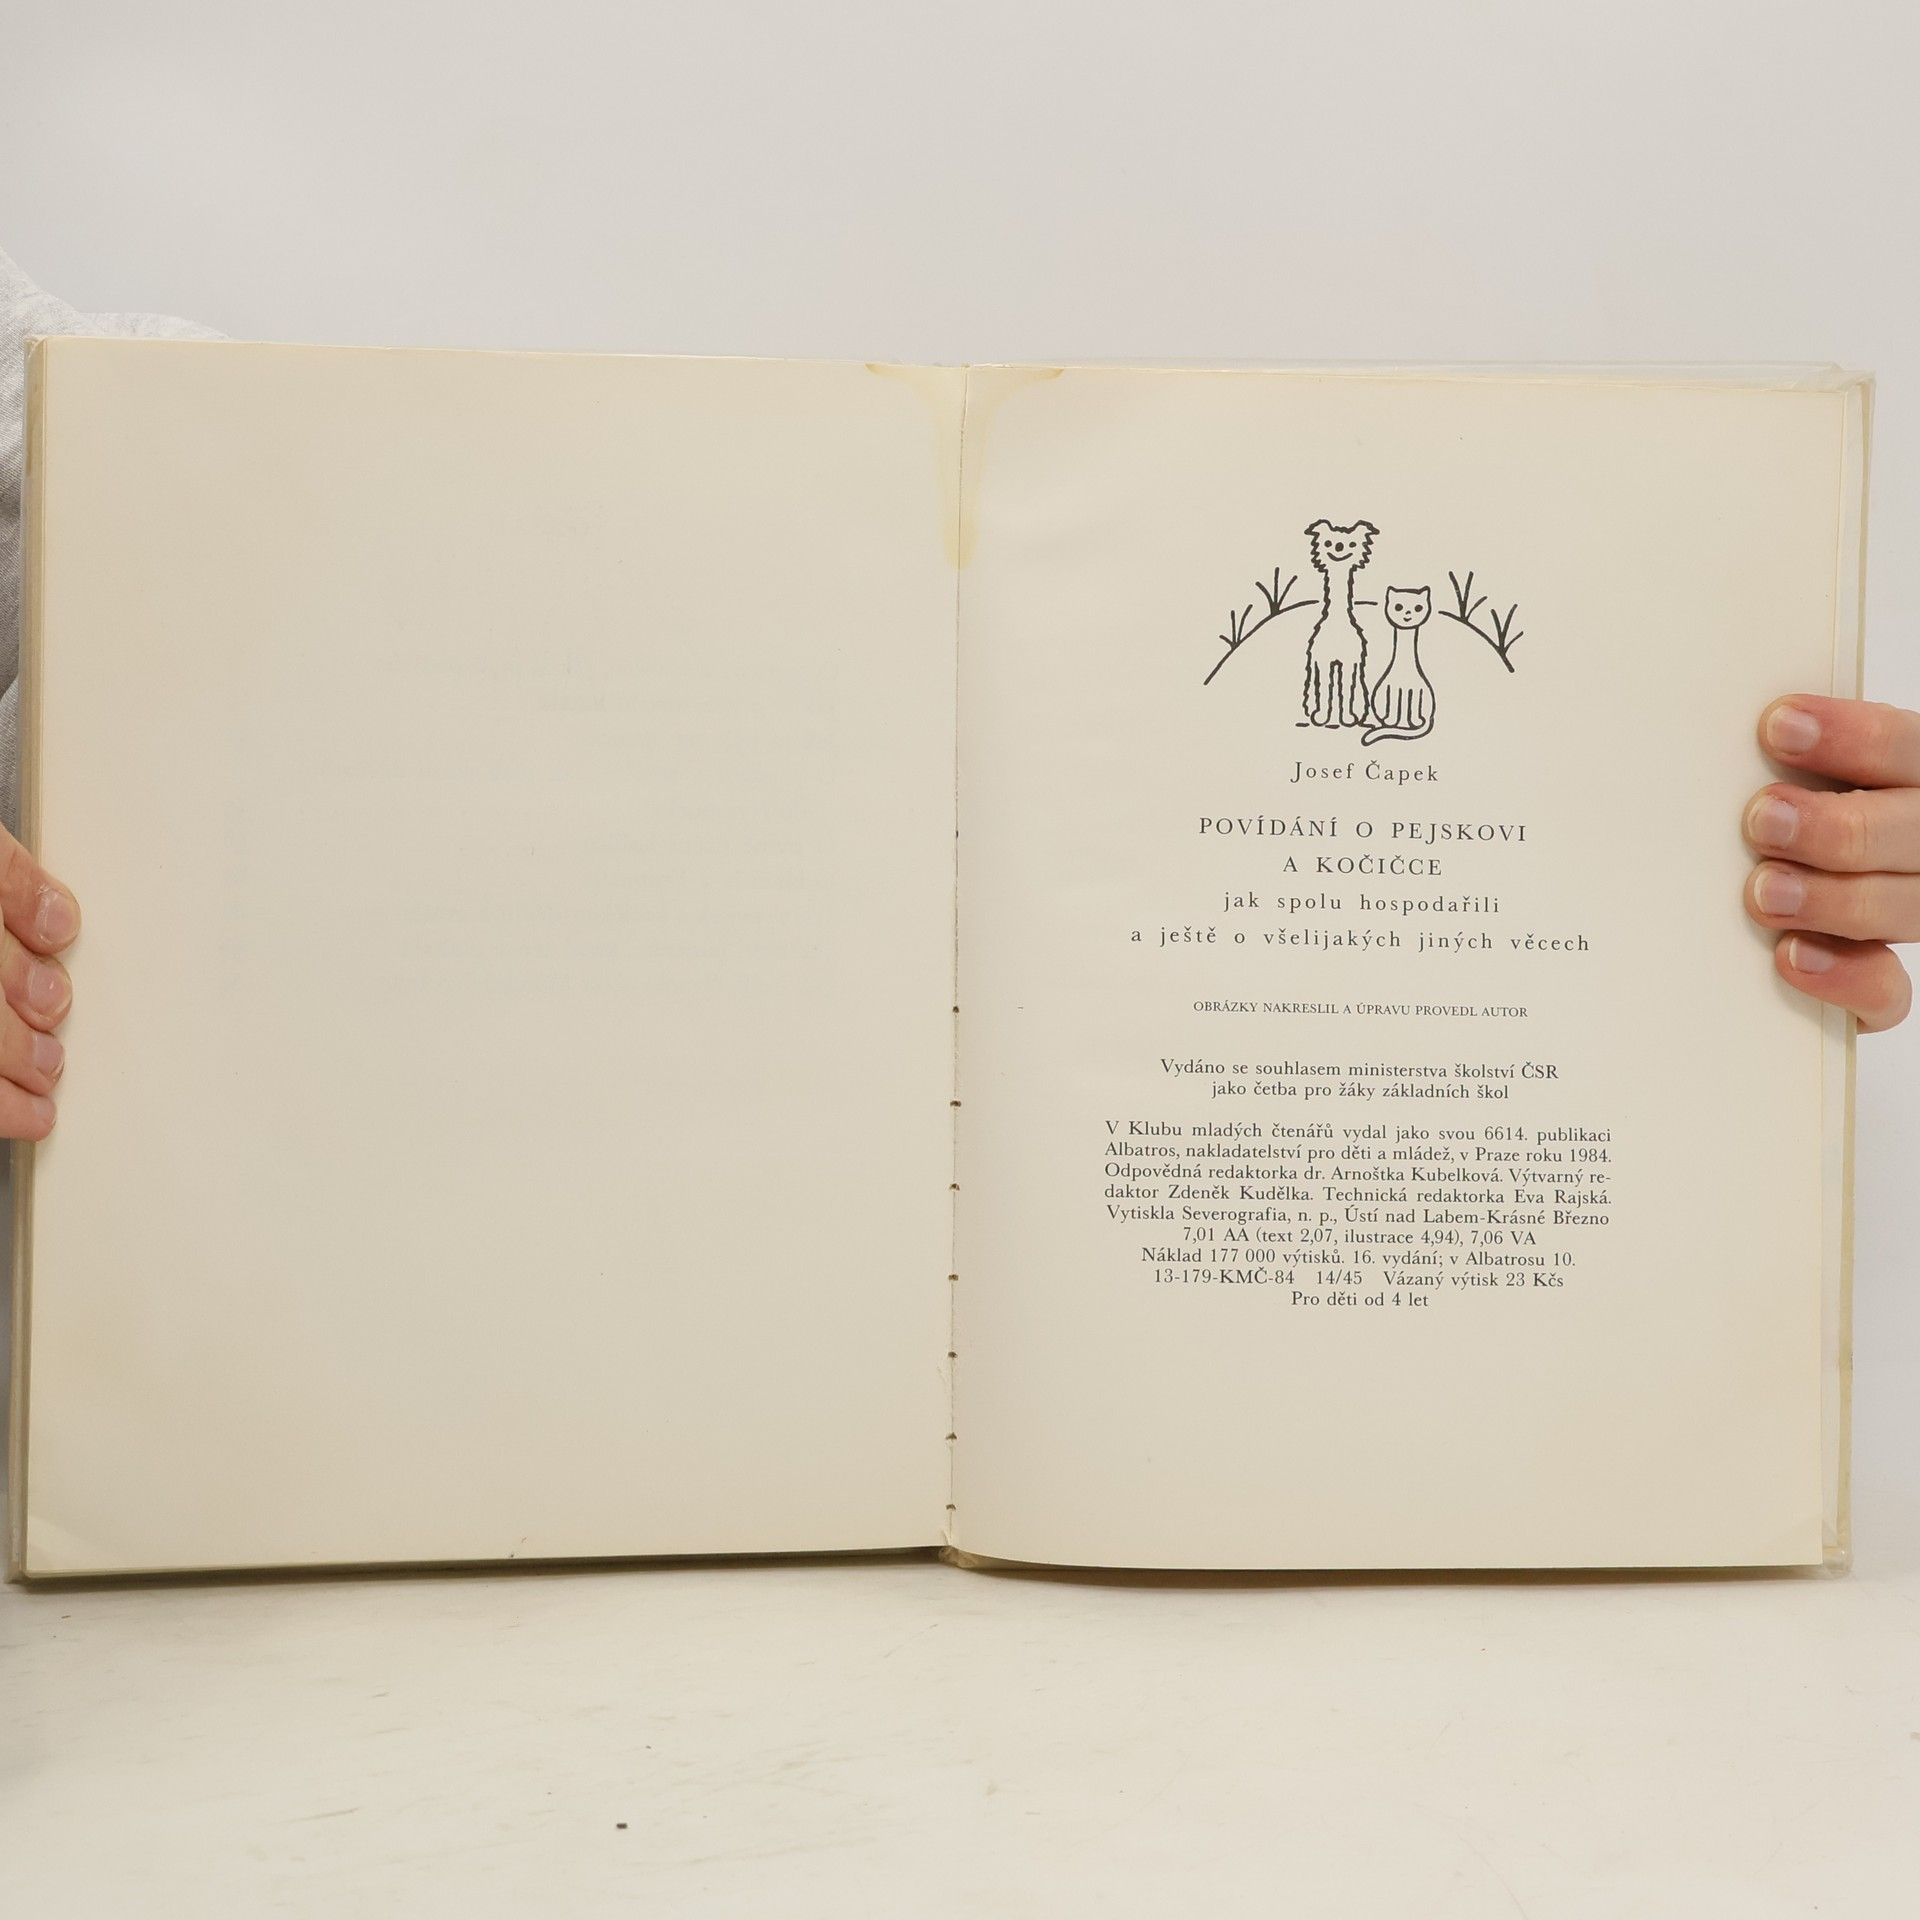 Josef Čapek
POVÍDÁNÍ O PEJSKOVI
A KOČIČCE
jak spolu hospodařili
a ještě o všelijakých jiných věcech
OBRÁZKY NAKRESLIL A ÚPRAVU PROVEDL AUTOR
Vydáno se souhlasem ministerstva školství ČSR
jako četba pro žáky základních škol
V Klubu mladých čtenářů vydal jako svou 6614. publikaci
Albatros, nakladatelství pro děti a mládež, v Praze roku 1984.
Odpovědná redaktorka dr. Arnoštka Kubelková. Výtvarný re-
daktor Zdeněk Kudělka. Technická redaktorka Eva Rajská.
Vytiskla Severografia, n. p., Ústí nad Labem-Krásné Březno
7,01 AA (text 2,07, ilustrace 4,94), 7,06 VA
Náklad 177 000 výtisků. 16. vydání; v Albatrosu 10.
13-179-KMČ-84 14/45 Vázaný výtisk 23 Kčs
Pro děti od 4 let